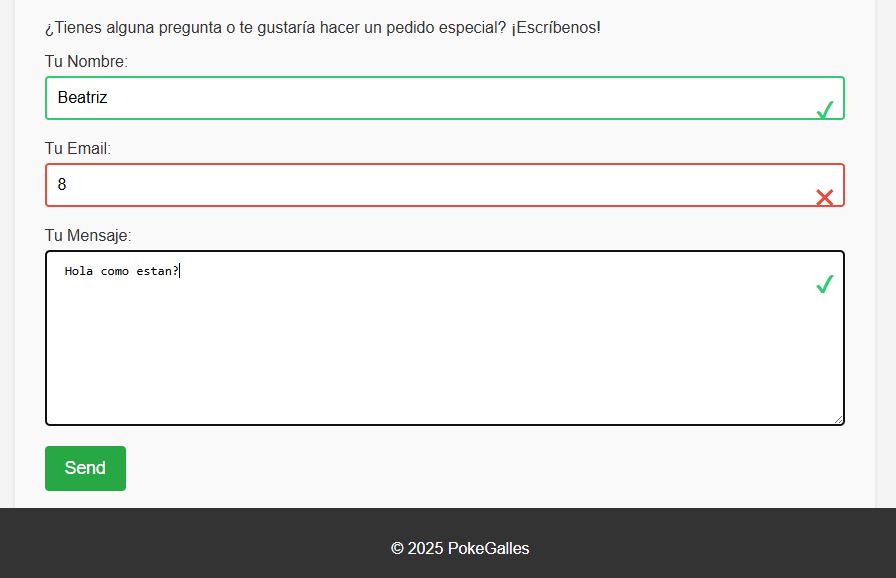 ¿Tienes alguna pregunta o te gustaría hacer un pedido especial? ¡Escríbenos!
Tu Nombre:
Beatriz
Tu Email:
8
Tu Mensaje:
Hola como estan?
Send
© 2025 PokeGalles